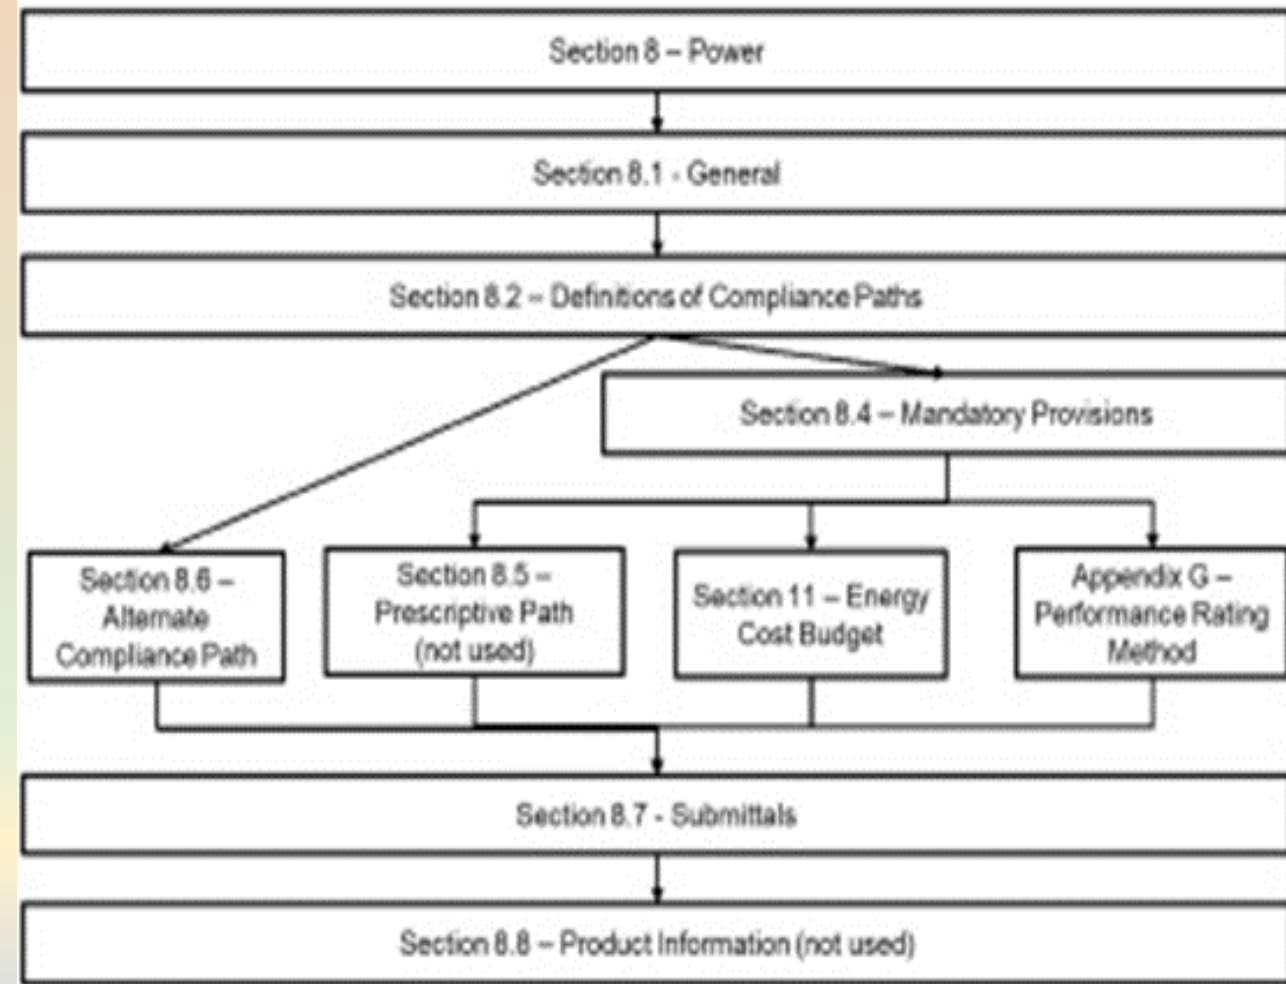 Section 8 – Power
Section 8.1 - General
Section 8.2 – Definitions of Compliance Paths
Section 8.4 – Mandatory Provisions
Section 8.6 –
Alternate
Compliance Path
Section 8.5 –
Prescriptive Path
(not used)
Section 11 – Energy
Cost Budget
Appendix G –
Performance Rating
Method
Section 8.7 - Submittals
Section 8.8 – Product Information (not used)